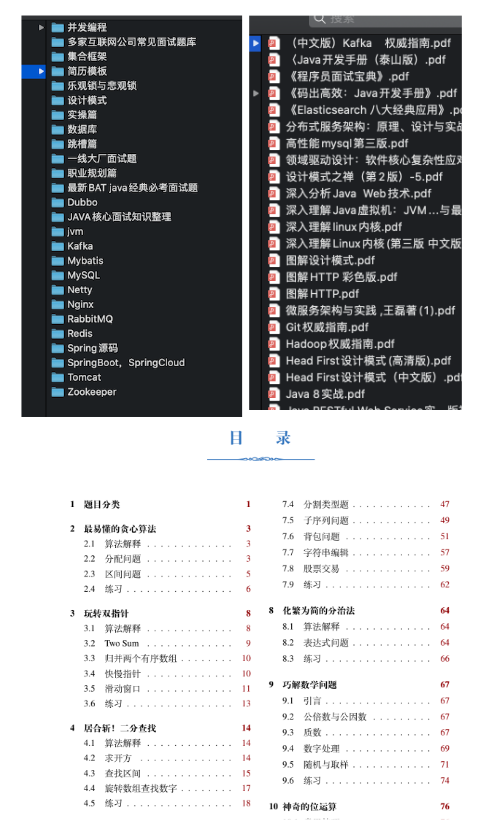 并发编程
多家互联网公司常见面试题库
集合框架
简历模板
乐观锁与悲观锁
设计模式
实操篇
数据库
跳槽篇
一线大厂面试题
职业规划篇
最新BAT java经典必考面试题
Dubbo
JAVA核心面试知识整理
jvm
Kafka
Mybatis
MySQL
Netty
Nginx
RabbitMQ
Redis
Spring源码
SpringBoot，SpringCloud
Tomcat
Zookeeper
搜索
（中文版）Kafka 权威指南.pdf
《Java开发手册》（泰山版）.pdf
《程序员面试宝典》.pdf
《码出高效：Java开发手册》.pdf
《Elasticsearch 八大经典应用》.p
分布式服务架构：原理、设计与实
高性能mysql第三版.pdf
领域驱动设计：软件核心复杂性应
设计模式之禅（第2版）-5.pdf
深入分析Java Web技术.pdf
深入理解Java虚拟机：JVM...与最
深入理解linux内核.pdf
深入理解Linux内核(第三版 中文版
图解设计模式.pdf
图解HTTP 彩色版.pdf
图解HTTP.pdf
微服务架构与实践 ,王磊著(1).pdf
Git权威指南.pdf
Hadoop权威指南.pdf
Head First设计模式(高清版).pdf
Head First设计模式（中文版）.p
Java 8实战.pdf
目 录
1 题目分类 1
2 最易懂的贪心算法 3
2.1 算法解释 . . . . . . . . . . . . . 3
2.2 分配问题 . . . . . . . . . . . . . 3
2.3 区间问题 . . . . . . . . . . . . . 5
2.4 练习 . . . . . . . . . . . . . . . 6
3 玩转双指针 8
3.1 算法解释 . . . . . . . . . . . . . 8
3.2 Two Sum . . . . . . . . . . . . . 9
3.3 归并两个有序数组 . . . . . . . . 10
3.4 快慢指针 . . . . . . . . . . . . . 10
3.5 滑动窗口 . . . . . . . . . . . . . 11
3.6 练习 . . . . . . . . . . . . . . . 13
4 居合斩！二分查找 14
4.1 算法解释 . . . . . . . . . . . . . 14
4.2 求开方 . . . . . . . . . . . . . . 14
4.3 查找区间 . . . . . . . . . . . . . 15
4.4 旋转数组查找数字 . . . . . . . . 17
4.5 练习 . . . . . . . . . . . . . . . 18
7.4 分割类型题 . . . . . . . . . . . . 47
7.5 子序列问题 . . . . . . . . . . . . 49
7.6 背包问题 . . . . . . . . . . . . . 51
7.7 字符串编辑 . . . . . . . . . . . . 57
7.8 股票交易 . . . . . . . . . . . . . 59
7.9 练习 . . . . . . . . . . . . . . . 62
8 化繁为简的分治法 64
8.1 算法解释 . . . . . . . . . . . . . 64
8.2 表达式问题 . . . . . . . . . . . . 64
8.3 练习 . . . . . . . . . . . . . . . 66
9 巧解数学问题 67
9.1 引言 . . . . . . . . . . . . . . . 67
9.2 公倍数与公因数 . . . . . . . . . 67
9.3 质数 . . . . . . . . . . . . . . . 67
9.4 数字处理 . . . . . . . . . . . . . 69
9.5 随机与取样 . . . . . . . . . . . . 71
9.6 练习 . . . . . . . . . . . . . . . 74
10 神奇的位运算 76